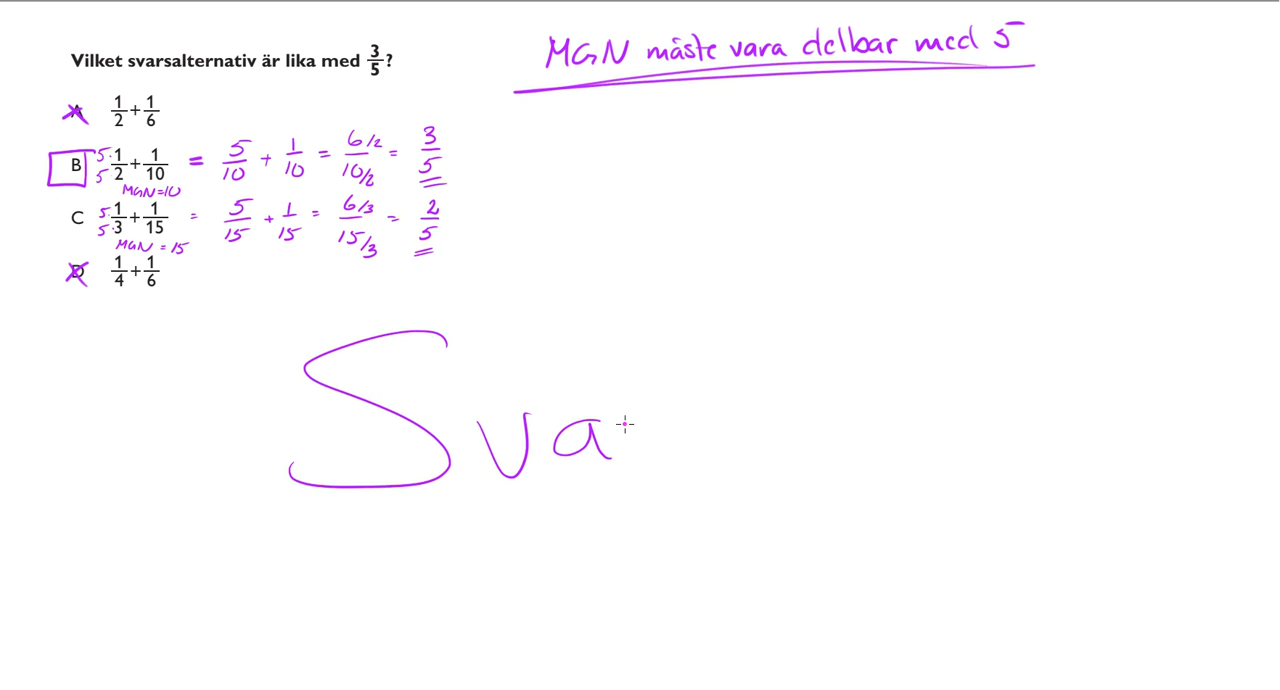 MGN måste vara delbar med 5
Vilket svarsalternativ är lika med 3/5?
A 1/2 + 1/6
B 5·1/5·2 + 1/10 = 5/10 + 1/10 = 6/2/10/2 = 3/5
MGN=10
C 5·1/5·3 + 1/15 = 5/15 + 1/15 = 6/3/15/3 = 2/5
MGN = 15
D 1/4 + 1/6
Sva